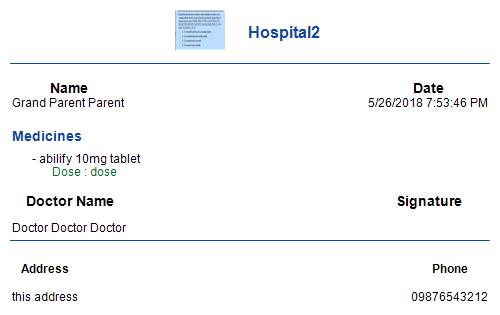 Hospital2
Name Date
Grand Parent Parent 5/26/2018 7:53:46 PM
Medicines
- abilify 10mg tablet
Dose : dose
Doctor Name Signature
Doctor Doctor Doctor
Address Phone
this address 09876543212